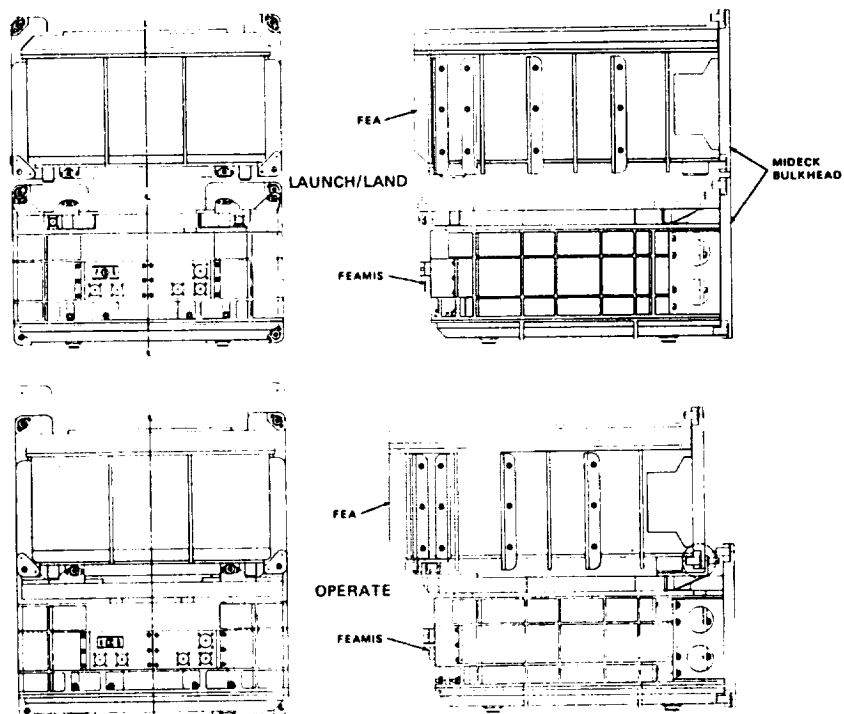 FEA
LAUNCH/LAND
MIDECK
BULKHEAD
FEAMIS
FEA
OPERATE
FEAMIS